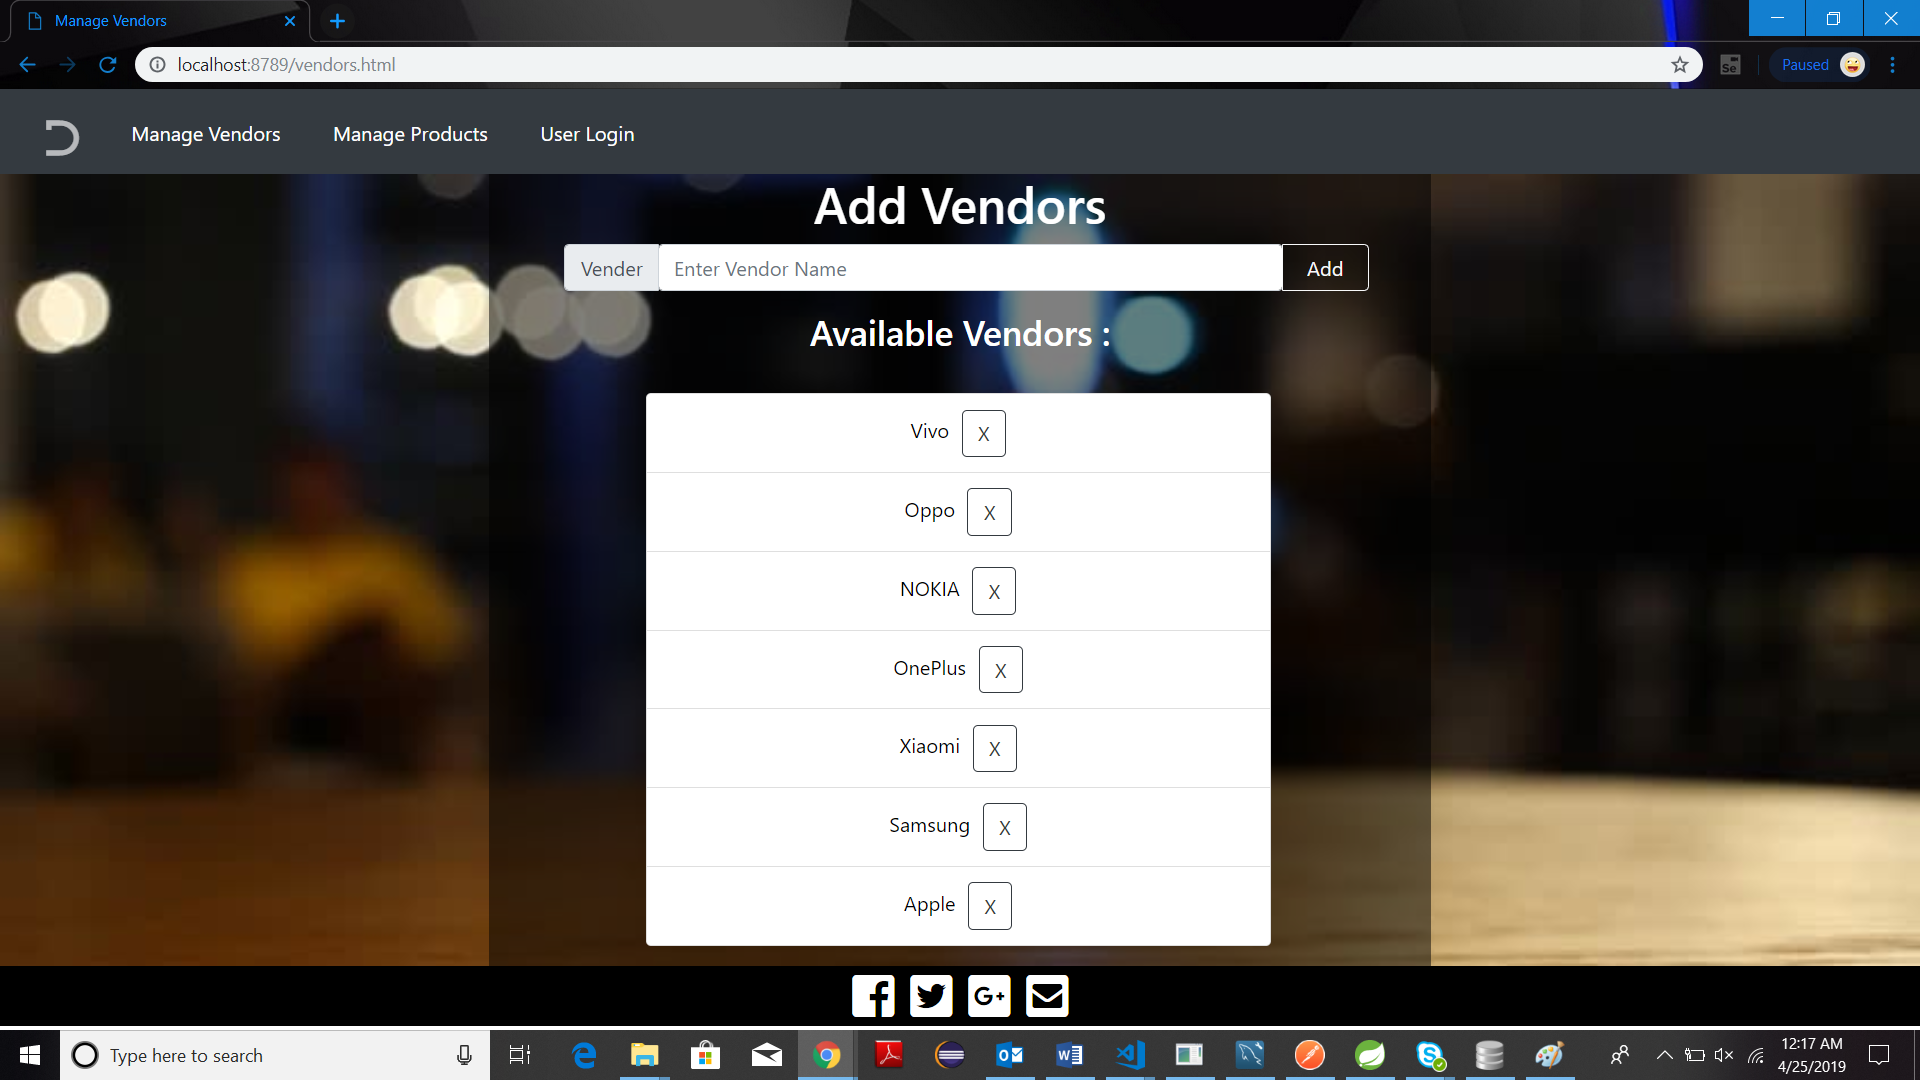 Manage Vendors
localhost:8789/vendors.html
Se
Paused
Manage Vendors
Manage Products
User Login
Add Vendors
Vender
Enter Vendor Name
Add
Available Vendors :
Vivo X
Oppo X
NOKIA X
OnePlus X
Xiaomi X
Samsung X
Apple X
G+
Type here to search
12:17 AM
4/25/2019